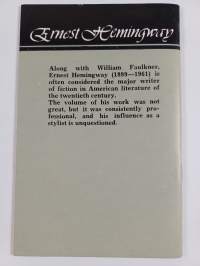 Ernest Hemingway
Along with William Faulkner,
Ernest Hemingway (1899—1961) is
often considered the major writer
of fiction in American literature of
the twentieth century.
The volume of his work was not
great, but it was consistently pro-
fessional, and his influence as a
stylist is unquestioned.